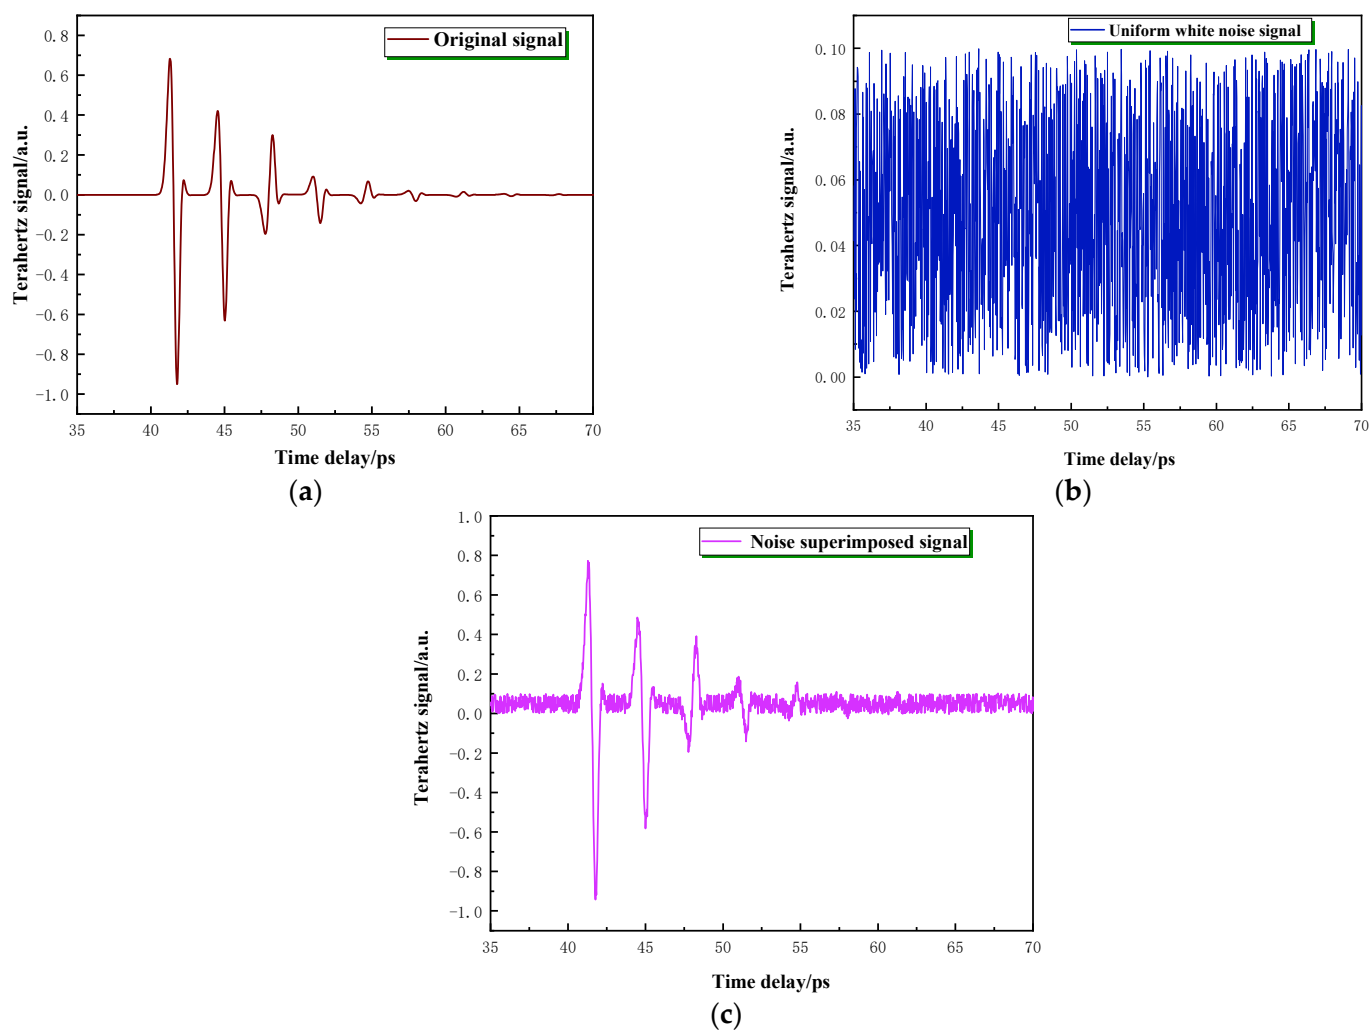 Original signal
0.8
0.6
0.4
0.2
0.0
-0.2
-0.4
-0.6
-0.8
-1.0
Terahertz signal/a.u.
35 40 45 50 55 60 65 70
Time delay/ps
(a)
Uniform white noise signal
0.10
0.08
0.06
0.04
0.02
0.00
Terahertz signal/a.u.
35 40 45 50 55 60 65 70
Time delay/ps
(b)
Noise superimposed signal
1.0
0.8
0.6
0.4
0.2
0.0
-0.2
-0.4
-0.6
-0.8
-1.0
Terahertz signal/a.u.
35 40 45 50 55 60 65 70
Time delay/ps
(c)